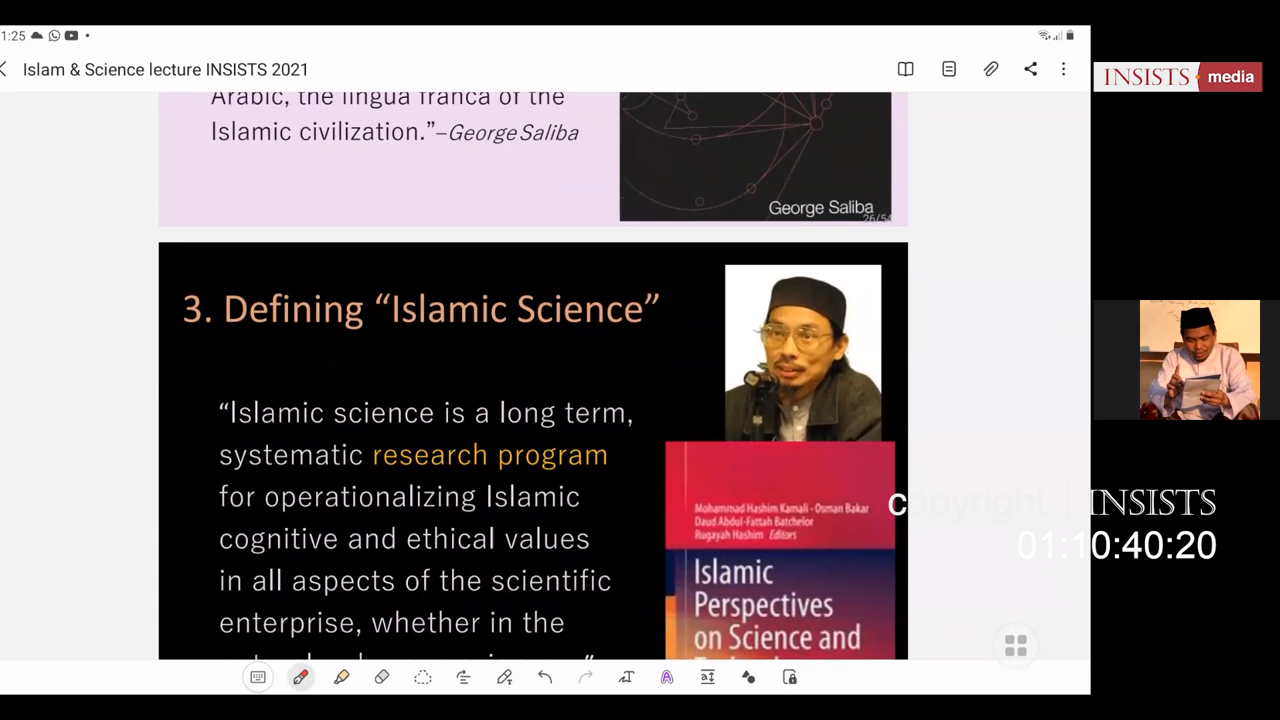 1:25
Islam & Science lecture INSISTS 2021
INSISTS media
Arabic, the lingua franca of the
Islamic civilization.”–George Saliba
George Saliba
26/54
3. Defining “Islamic Science”
“Islamic science is a long term,
systematic research program
for operationalizing Islamic
cognitive and ethical values
in all aspects of the scientific
enterprise, whether in the
Mohammad Hashim Kamali · Osman Bakar
Daud Abdul-Fattah Batchelor
Rugayah Hashim Editors
Islamic
Perspectives
on Science and
copyright | INSISTS
01:10:40:20